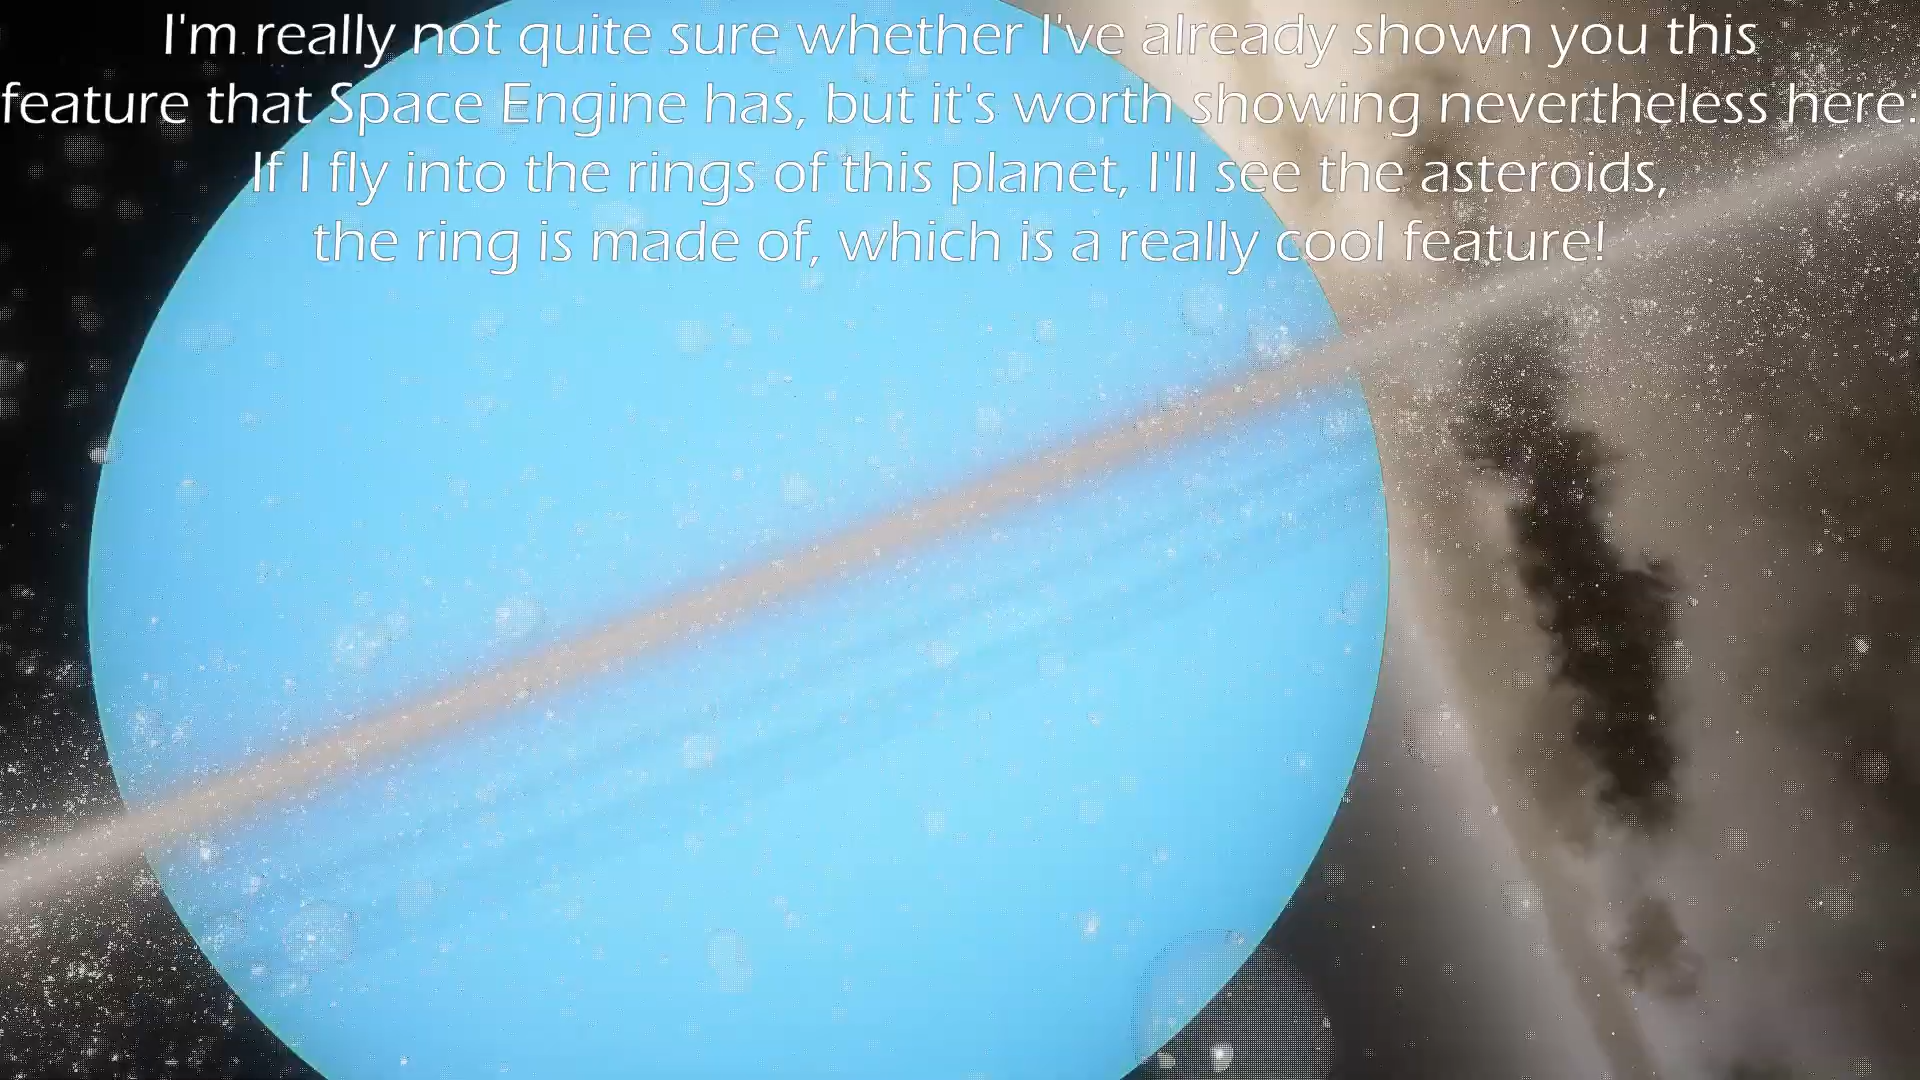 I'm really not quite sure whether I've already shown you this
feature that Space Engine has, but it's worth showing nevertheless here:
If I fly into the rings of this planet, I'll see the asteroids,
the ring is made of, which is a really cool feature!